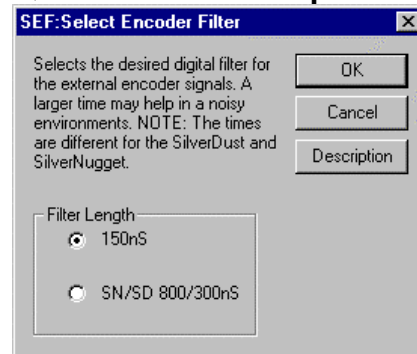 SEF:Select Encoder Filter
Selects the desired digital filter for
the external encoder signals. A
larger time may help in a noisy
environments. NOTE: The times
are different for the SilverDust and
SilverNugget.
OK
Cancel
Description
Filter Length
150nS
SN/SD 800/300nS